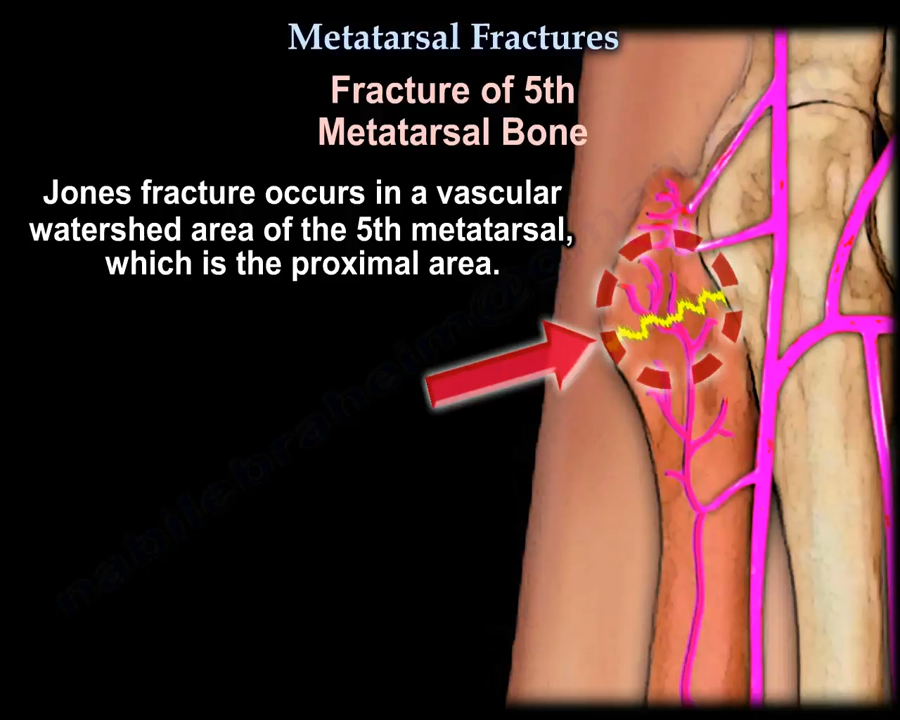 Metatarsal Fractures
Fracture of 5th
Metatarsal Bone
Jones fracture occurs in a vascular
watershed area of the 5th metatarsal,
which is the proximal area.